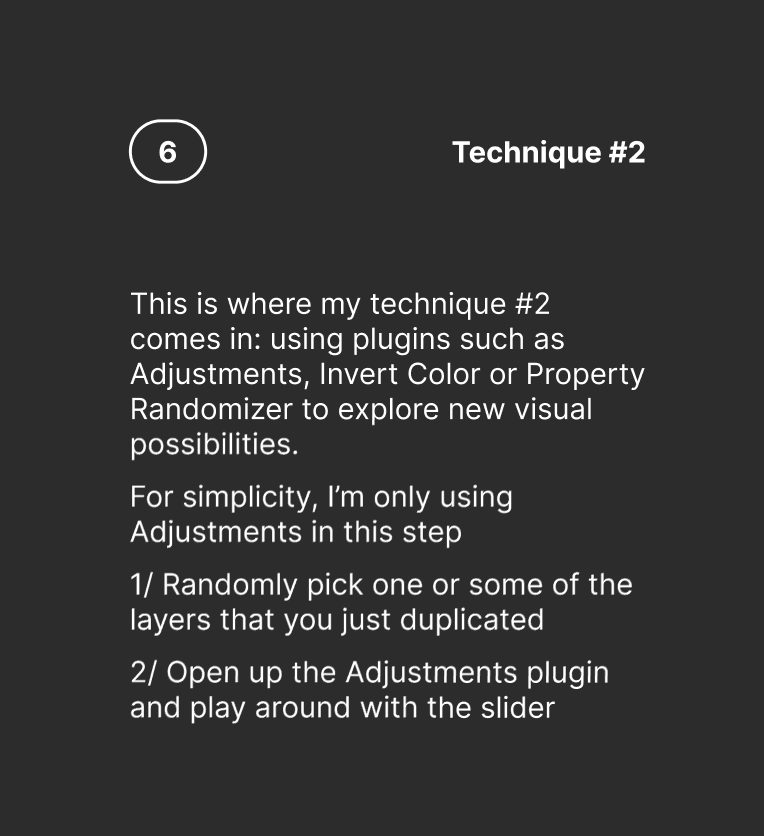 6
Technique #2
This is where my technique #2
comes in: using plugins such as
Adjustments, Invert Color or Property
Randomizer to explore new visual
possibilities.
For simplicity, I’m only using
Adjustments in this step
1/ Randomly pick one or some of the
layers that you just duplicated
2/ Open up the Adjustments plugin
and play around with the slider